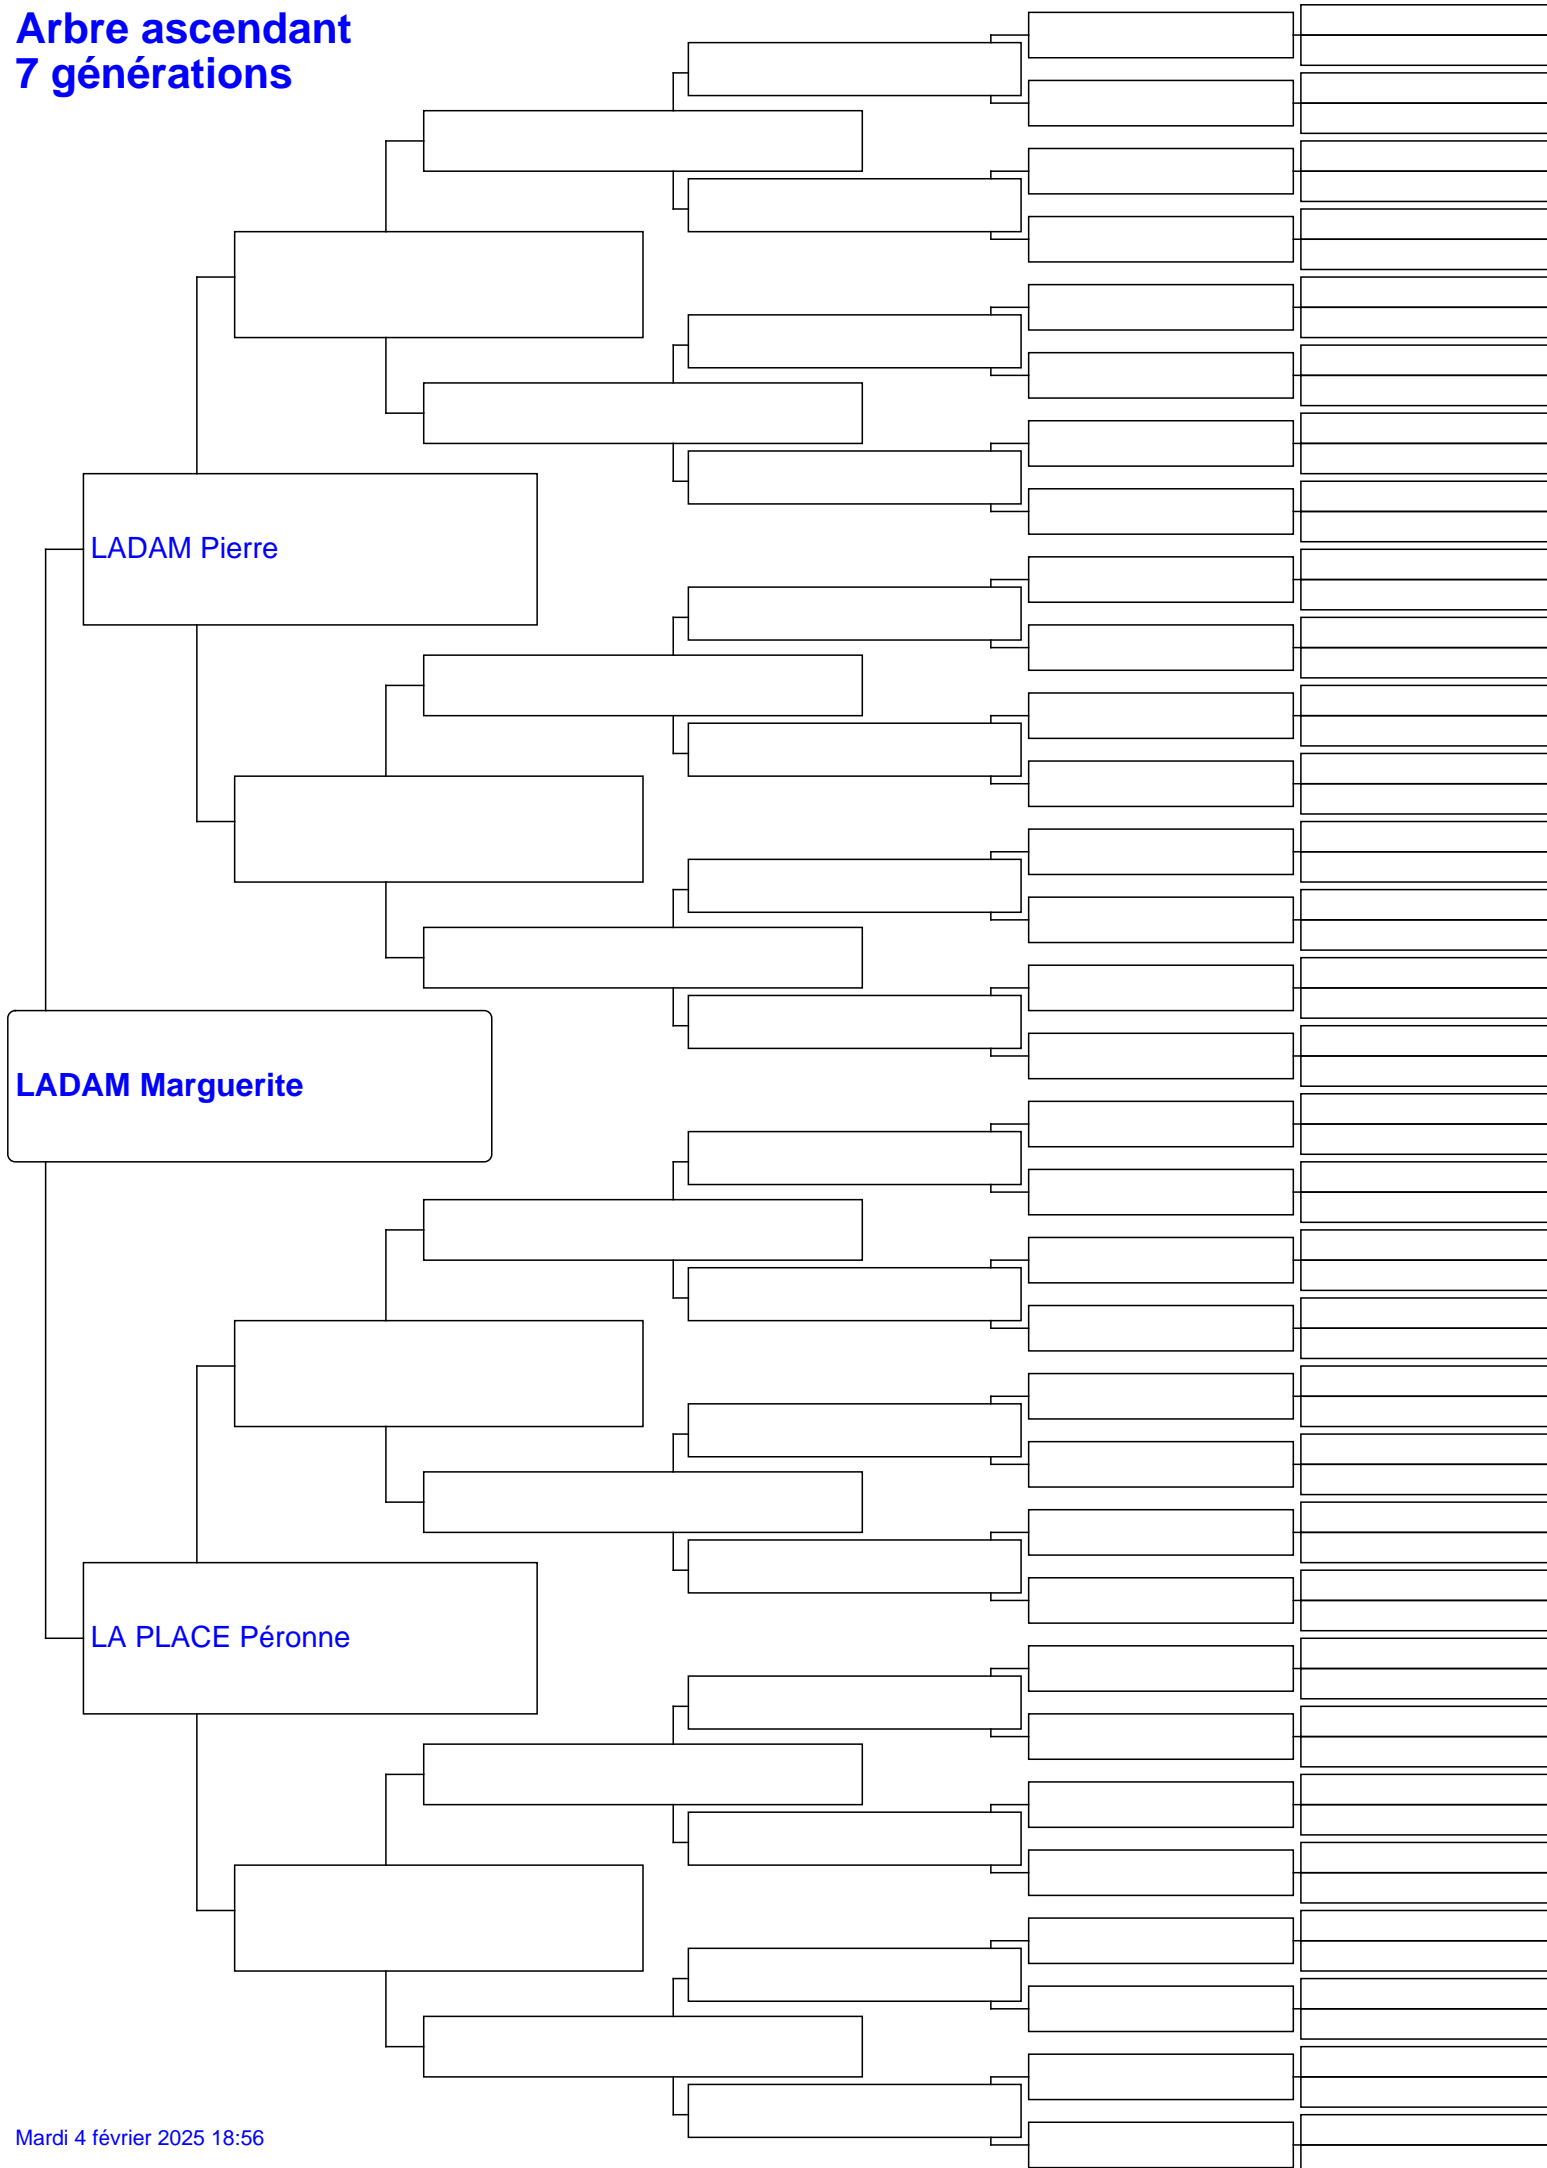 Arbre ascendant
7 générations
LADAM Pierre
LADAM Marguerite
LA PLACE Péronne
Mardi 4 février 2025 18:56